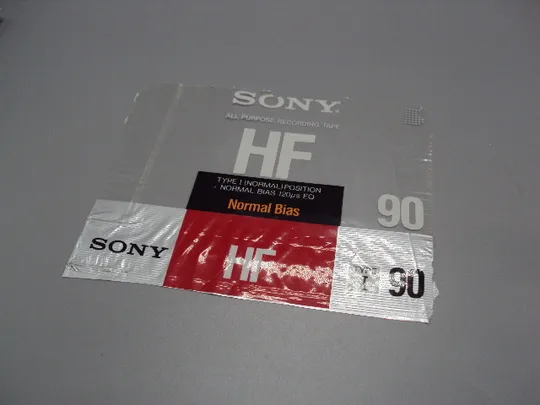 SONY
ALL PURPOSE RECORDING TAPE
HF
TYPE I (NORMAL) POSITION
• NORMAL BIAS 120µs EQ
Normal Bias
90
SONY
HF
90